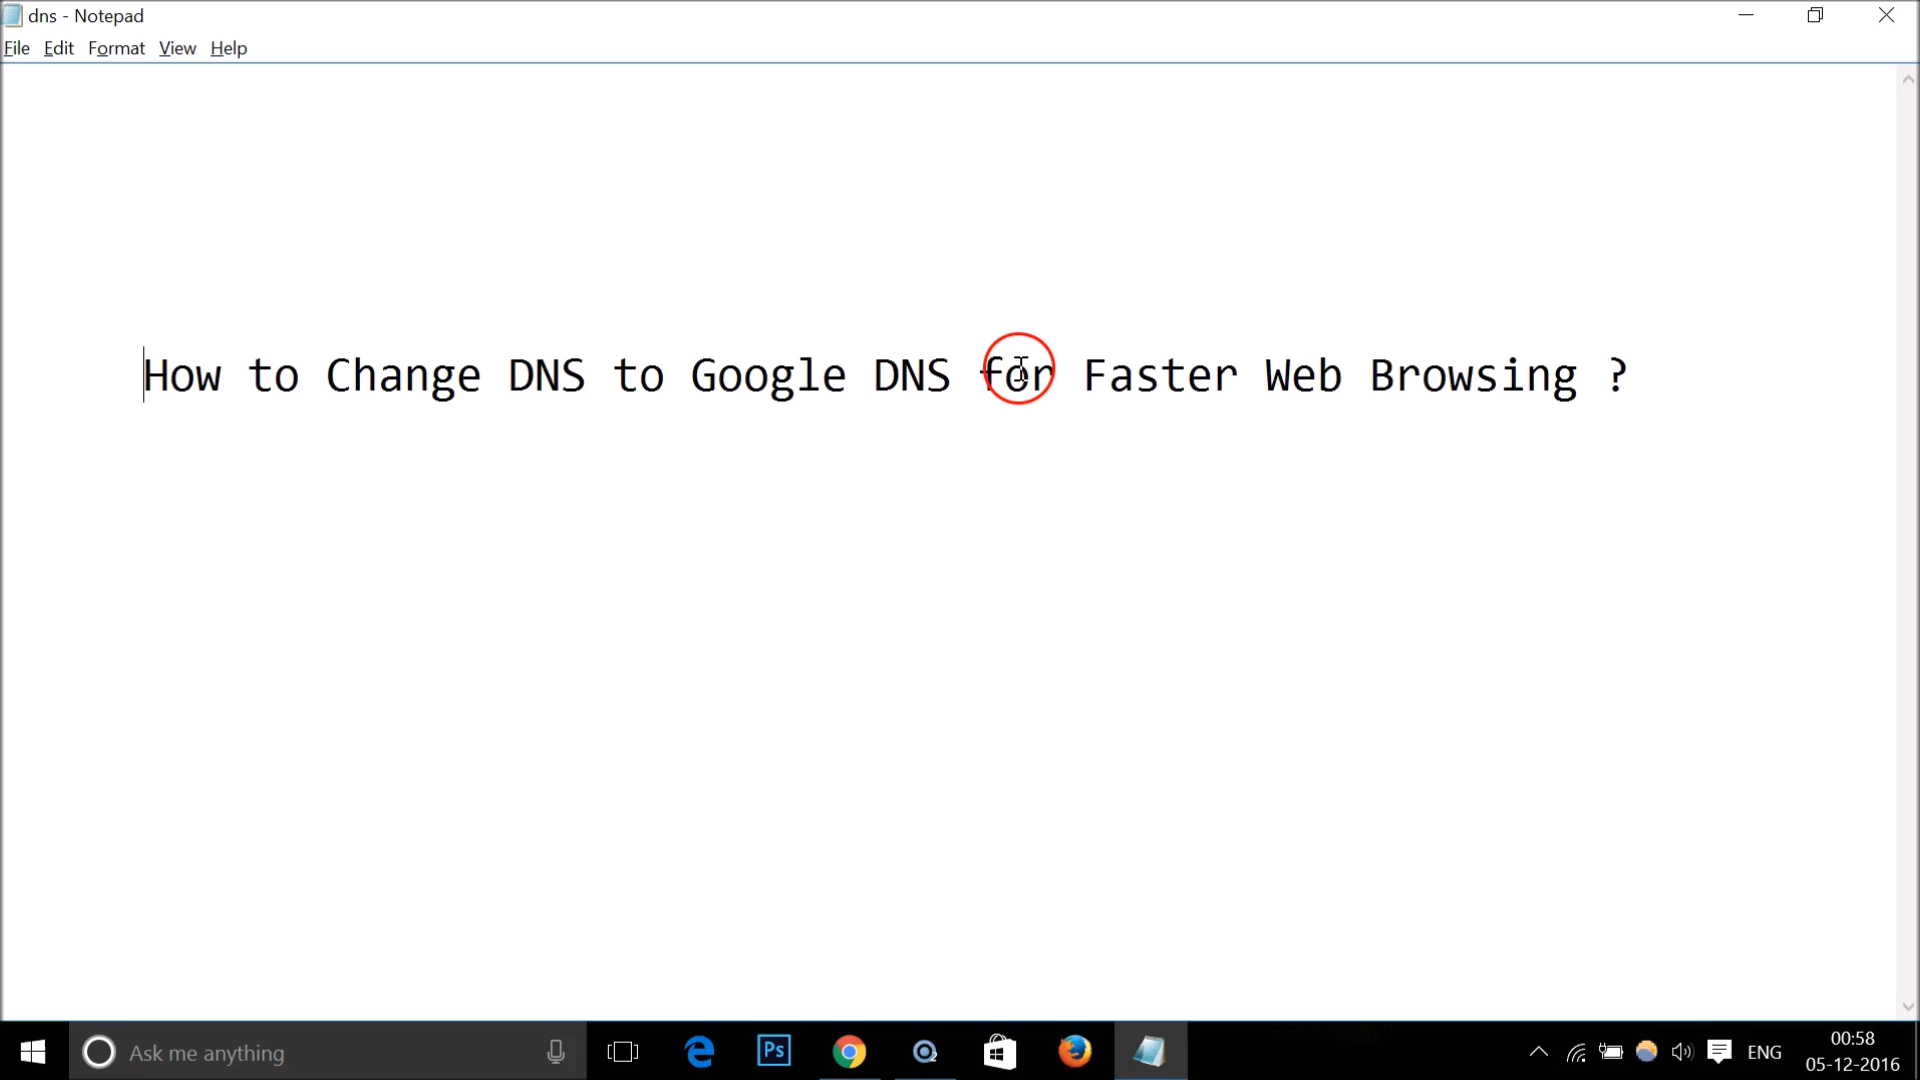 dns - Notepad
File Edit Format View Help
How to Change DNS to Google DNS for Faster Web Browsing ?
Ask me anything
Ps
ENG
00:58
05-12-2016